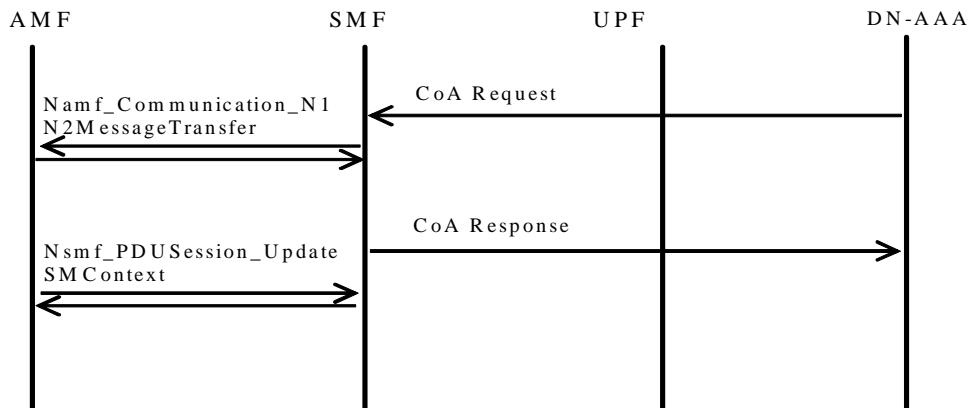 AMF SMF UPF DN-AAA
CoA Request
Namf_Communication_N1
N2MessageTransfer
CoA Response
Nsmf_PDUSession_Update
SMContext